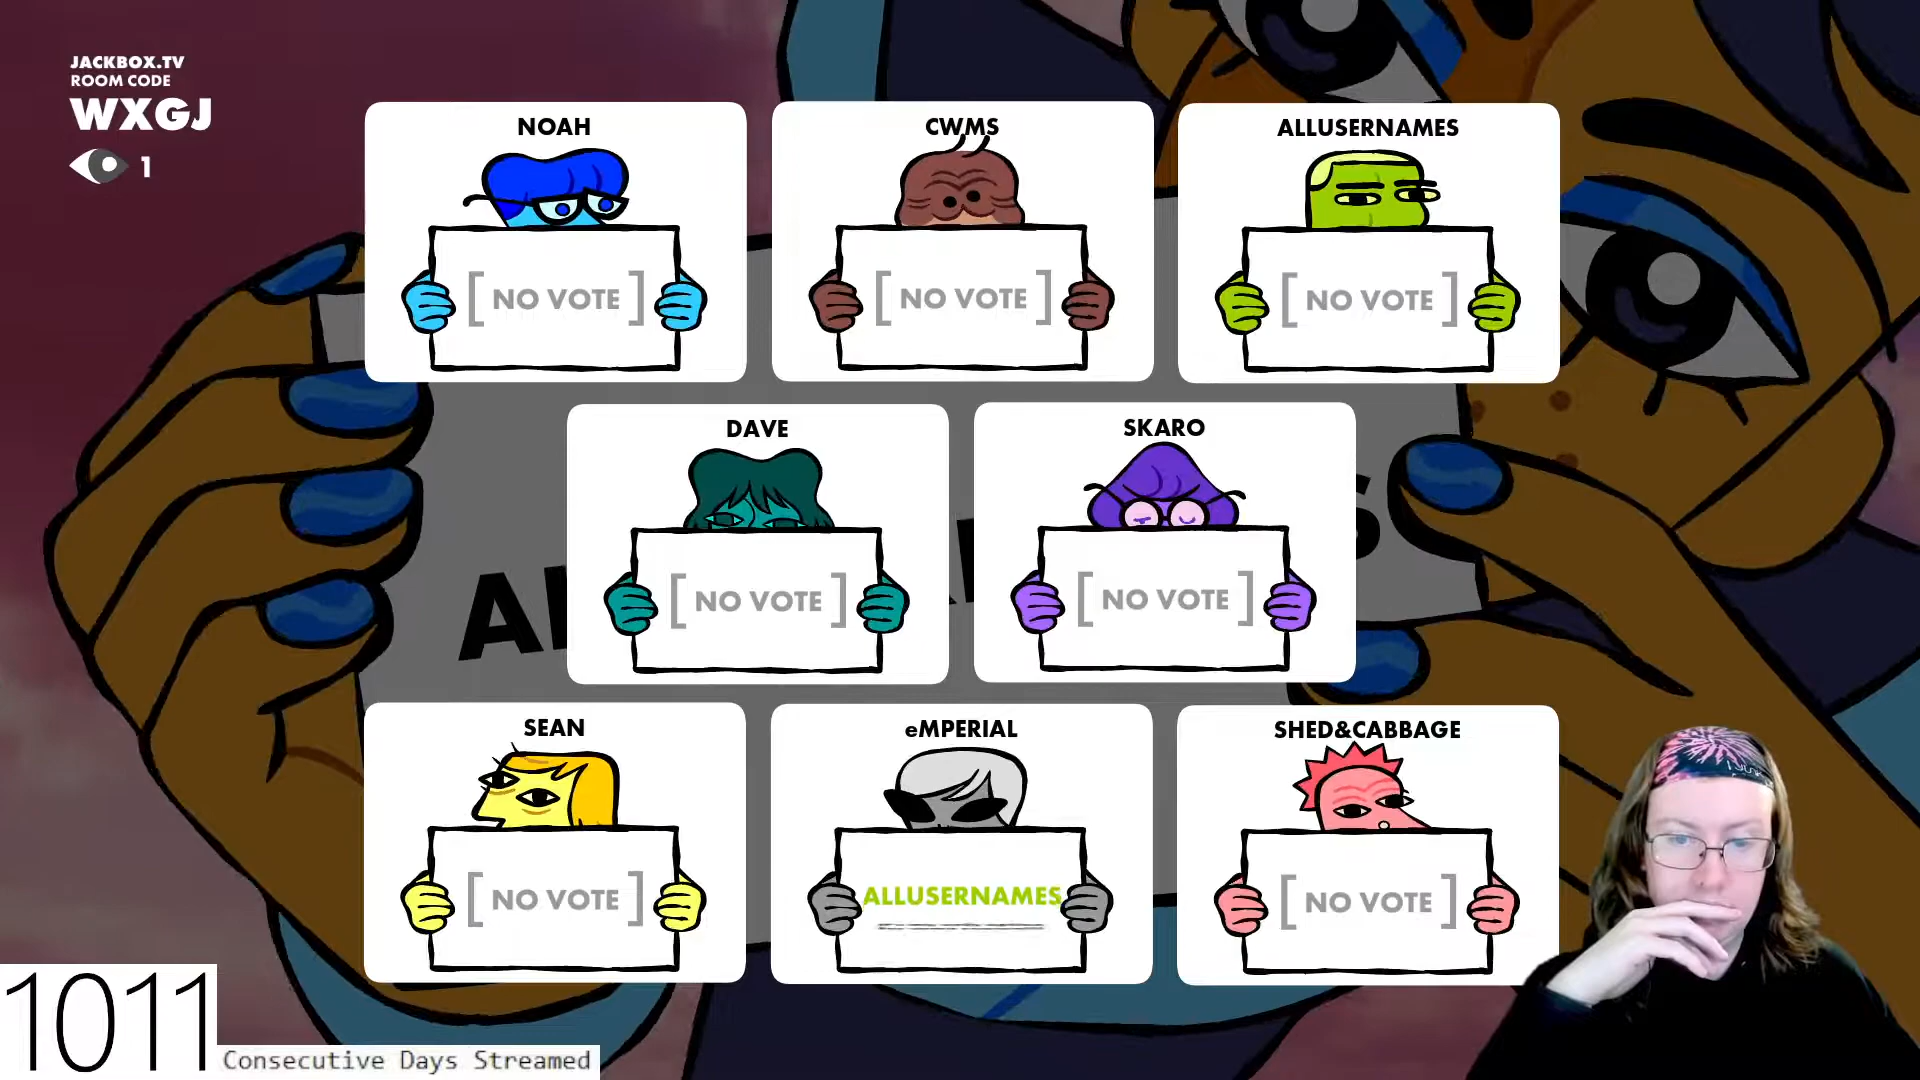 JACKBOX.TV
ROOM CODE
WXGJ
1
NOAH
[NO VOTE]
CWMS
[NO VOTE]
ALLUSERNAMES
[NO VOTE]
DAVE
[NO VOTE]
SKARO
[NO VOTE]
SEAN
[NO VOTE]
eMPERIAL
ALLUSERNAMES
SHED&CABBAGE
[NO VOTE]
1011
Consecutive Days Streamed